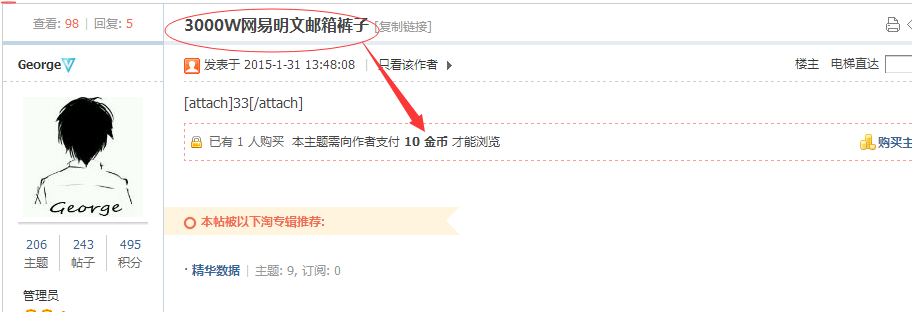 查看: 98 | 回复: 5
3000W网易明文邮箱裤子 [复制链接]
George
发表于 2015-1-31 13:48:08 | 只看该作者
楼主 电梯直达
[attach]33[/attach]
已有 1 人购买 本主题需向作者支付 10 金币 才能浏览
购买主
George
本帖被以下淘专辑推荐:
206 243 495
主题 帖子 积分
· 精华数据 | 主题: 9, 订阅: 0
管理员